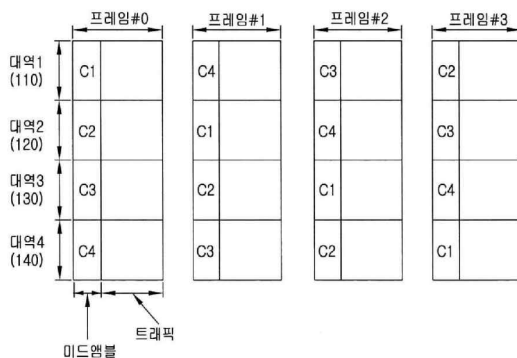 프레임#0 프레임#1 프레임#2 프레임#3
대역1
(110)
C1 C4 C3 C2
대역2
(120)
C2 C1 C4 C3
대역3
(130)
C3 C2 C1 C4
대역4
(140)
C4 C3 C2 C1
트래픽
미드앰블